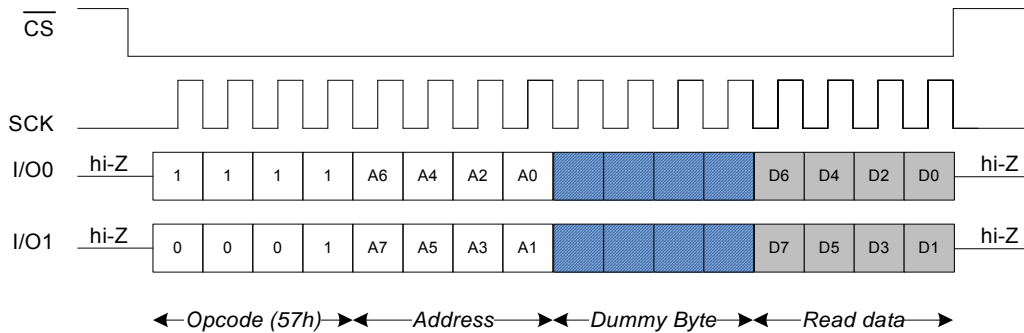 CS
SCK
I/O0 hi-Z 1 1 1 1 A6 A4 A2 A0 D6 D4 D2 D0 hi-Z
I/O1 hi-Z 0 0 0 1 A7 A5 A3 A1 D7 D5 D3 D1 hi-Z
Opcode (57h) Address Dummy Byte Read data